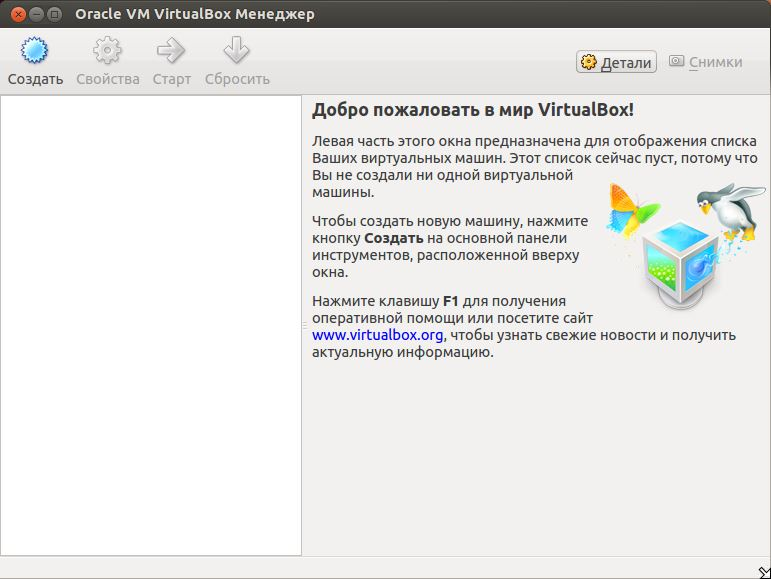 Oracle VM VirtualBox Менеджер
Создать Свойства Старт Сбросить
Детали Снимки
Добро пожаловать в мир VirtualBox!
Левая часть этого окна предназначена для отображения списка
Ваших виртуальных машин. Этот список сейчас пуст, потому что
Вы не создали ни одной виртуальной
машины.
Чтобы создать новую машину, нажмите
кнопку Создать на основной панели
инструментов, расположенной вверху
окна.
Нажмите клавишу F1 для получения
оперативной помощи или посетите сайт
www.virtualbox.org, чтобы узнать свежие новости и получить
актуальную информацию.